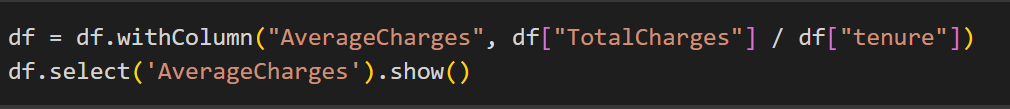 df = df.withColumn("AverageCharges", df["TotalCharges"] / df["tenure"])
df.select('AverageCharges').show()